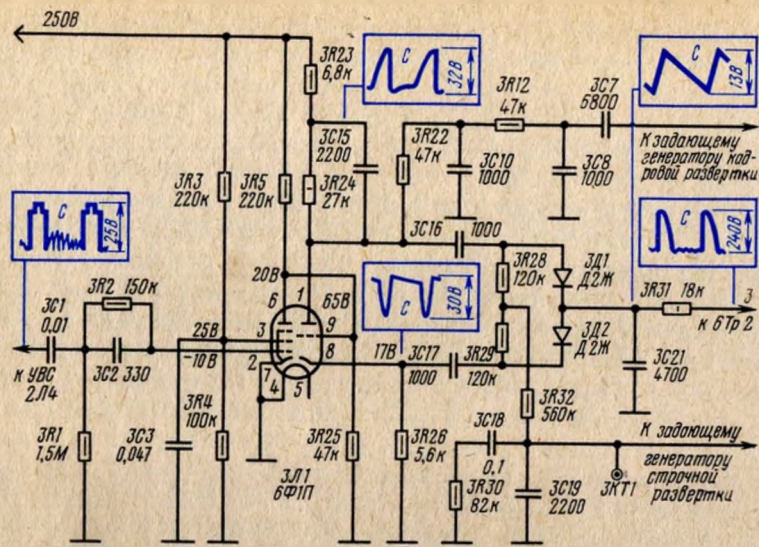 250В
3R23
6,8к
С
32В
3R12
47к
3С7
6800
С
13В
К задающему
генератору кад-
ровой развертки
3С15
2200
3R22
47к
3С10
1000
3С8
1000
3R3
220к
3R5
220к
3R24
27к
С
25В
3С16
1000
3R28
120к
3Д1
Д2Ж
С
240В
3R2 150к
20В
65В
С
30В
3R31 18к
3
к 6Тр 2
3С1
0,01
6
1
9
25В
3
-10В
2
8
17В
3С17
1000
3R29
120к
3Д2
Д2Ж
3С21
4700
к УВС
2Л4
3С2 330
7
4
5
3R1
1,5М
3С3
0,047
3R4
100к
3Л1
6Ф1П
3R25
47к
3R26
5,6к
3С18
0,1
3R30
82к
3R32
560к
3С19
2200
К задающему
генератору
строчной
развертки
3КТ1